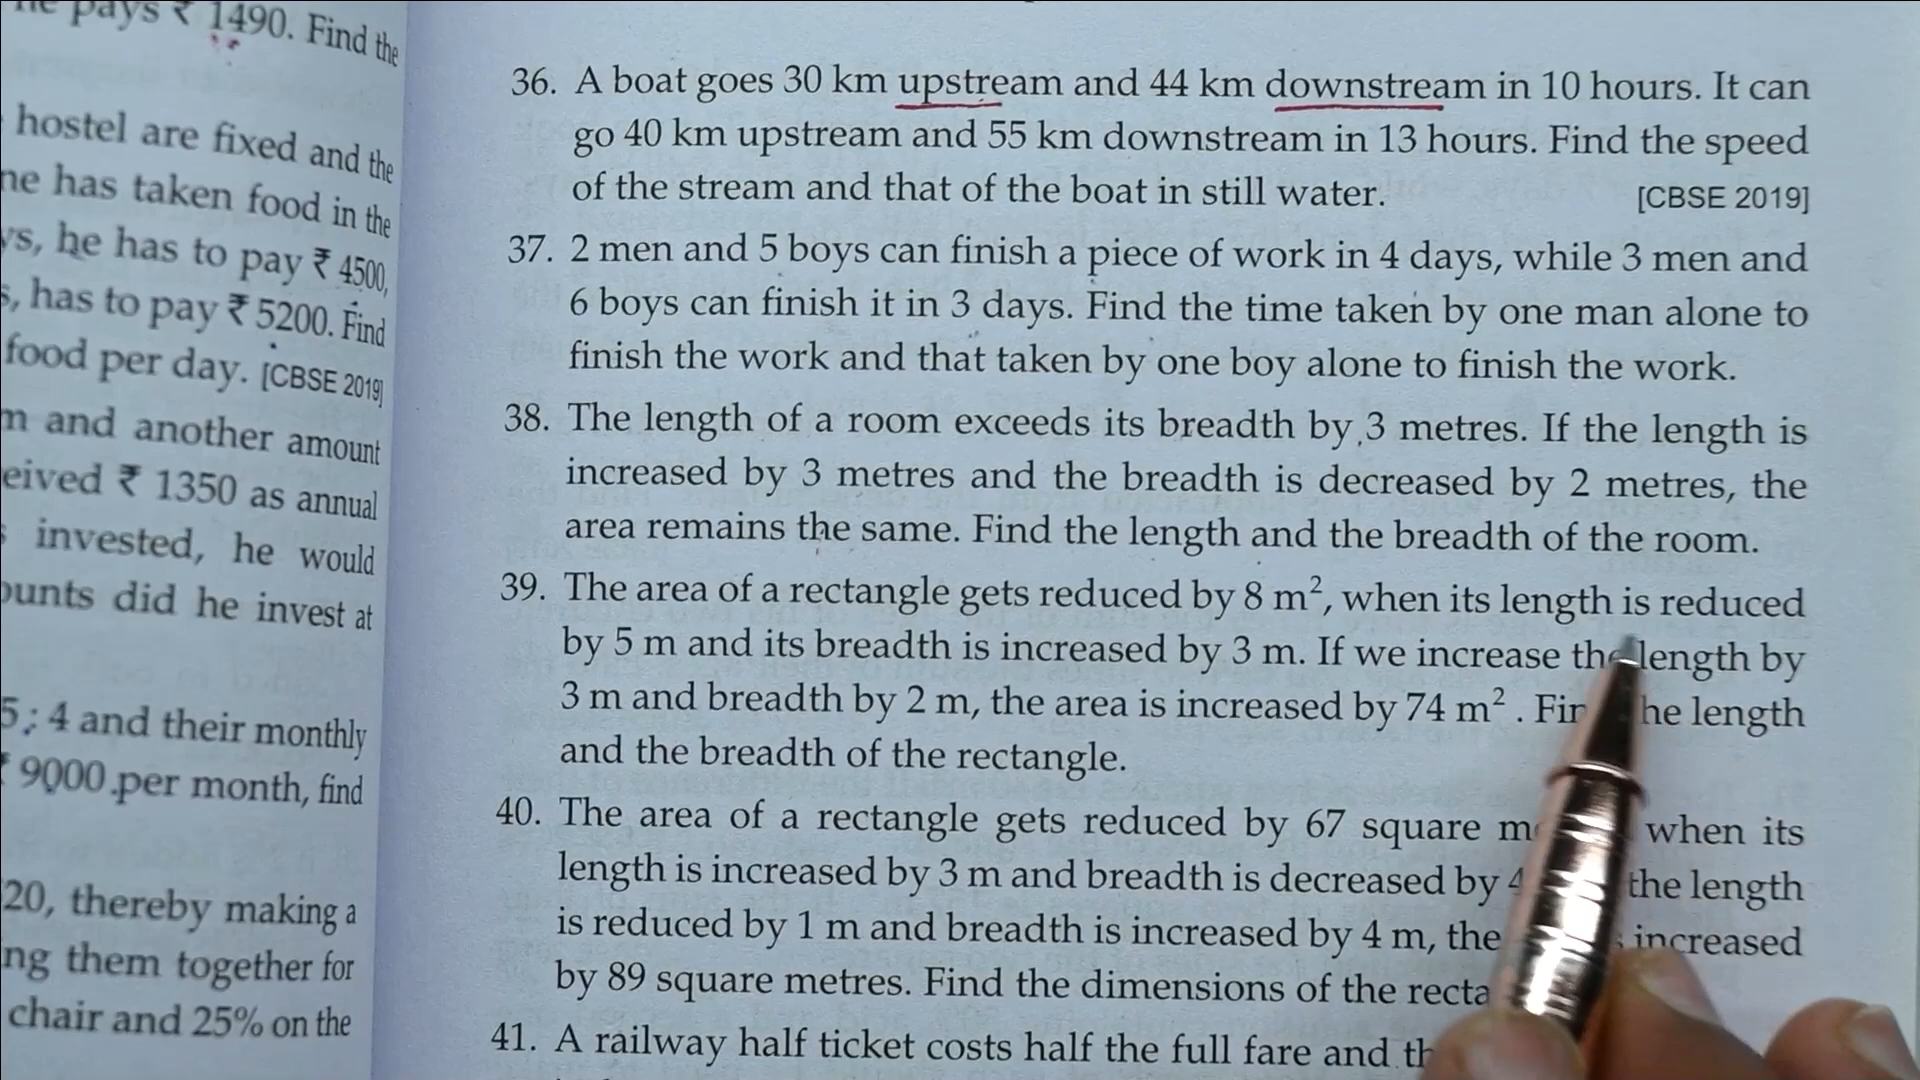 pays ₹ 1490. Find the
hostel are fixed and the
has taken food in the
he has to pay ₹ 4500,
has to pay ₹ 5200. Find
food per day. [CBSE 2019]
and another amount
₹ 1350 as annual
invested, he would
did he invest at
5 : 4 and their monthly
9000 per month, find
20, thereby making a
them together for
chair and 25% on the
36. A boat goes 30 km upstream and 44 km downstream in 10 hours. It can
go 40 km upstream and 55 km downstream in 13 hours. Find the speed
of the stream and that of the boat in still water. [CBSE 2019]
37. 2 men and 5 boys can finish a piece of work in 4 days, while 3 men and
6 boys can finish it in 3 days. Find the time taken by one man alone to
finish the work and that taken by one boy alone to finish the work.
38. The length of a room exceeds its breadth by 3 metres. If the length is
increased by 3 metres and the breadth is decreased by 2 metres, the
area remains the same. Find the length and the breadth of the room.
39. The area of a rectangle gets reduced by 8 m², when its length is reduced
by 5 m and its breadth is increased by 3 m. If we increase the length by
3 m and breadth by 2 m, the area is increased by 74 m². length
and the breadth of the rectangle.
40. The area of a rectangle gets reduced by 67 square when its
length is increased by 3 m and breadth is decreased by the length
is reduced by 1 m and breadth is increased by 4 m, the increased
by 89 square metres. Find the dimensions of the
41. A railway half ticket costs half the full fare and